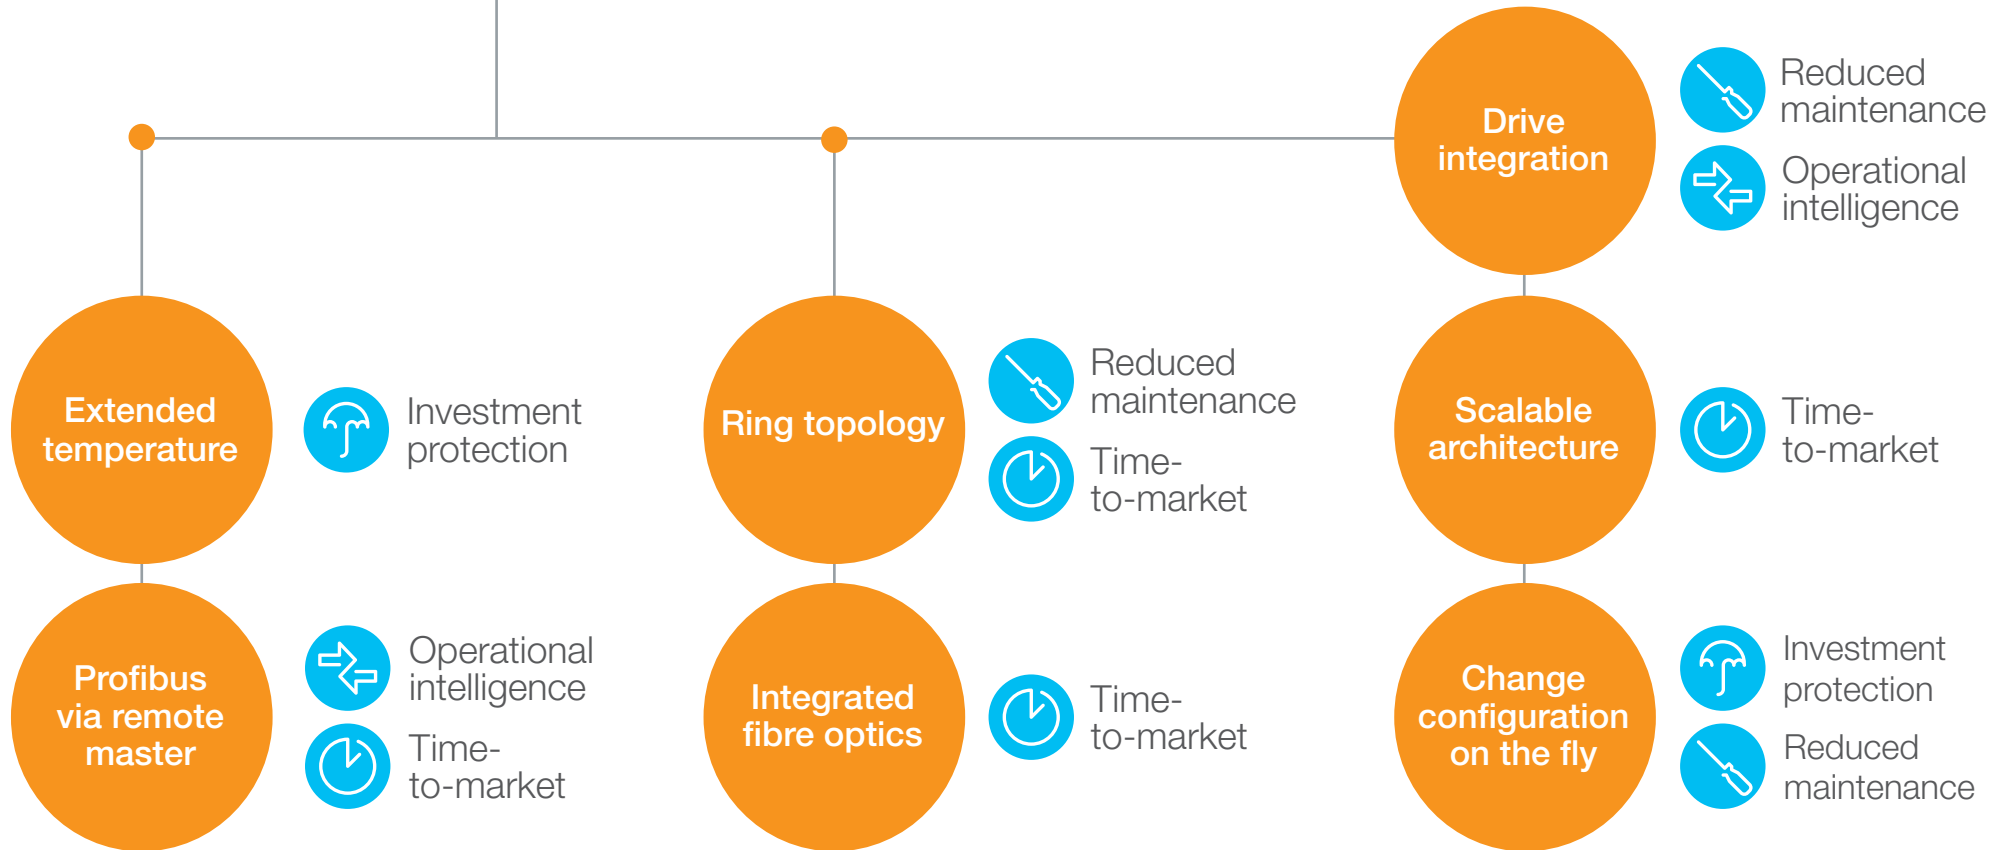 Drive
integration
Reduced
maintenance
Operational
intelligence
Extended
temperature
Investment
protection
Ring topology
Reduced
maintenance
Time-
to-market
Scalable
architecture
Time-
to-market
Profibus
via remote
master
Operational
intelligence
Time-
to-market
Integrated
fibre optics
Time-
to-market
Change
configuration
on the fly
Investment
protection
Reduced
maintenance